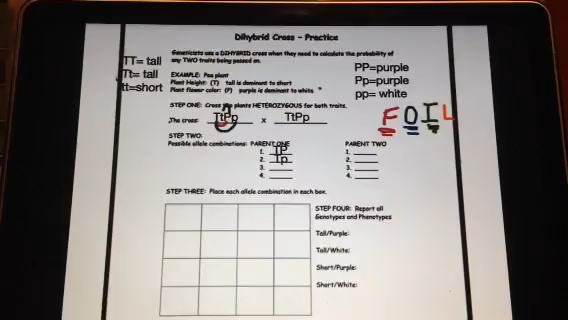 Dihybrid Cross - Practice
Geneticists use a DIHYBRID cross when they need to calculate the probability of
any TWO traits being passed on.
TT= tall
Tt= tall
tt=short
EXAMPLE: Pea plant
Plant Height: (T) tall is dominant to short
Plant flower color: (P) purple is dominant to white
PP=purple
Pp=purple
pp= white
STEP ONE: Cross two plants HETEROZYGOUS for both traits.
The cross: TtPp x TtPp
FOIL
STEP TWO:
Possible allele combinations: PARENT ONE PARENT TWO
1. TP 1.
2. Tp 2.
3. 3.
4. 4.
STEP THREE: Place each allele combination in each box.
STEP FOUR: Report all
Genotypes and Phenotypes
Tall/Purple:
Tall/White:
Short/Purple:
Short/White: